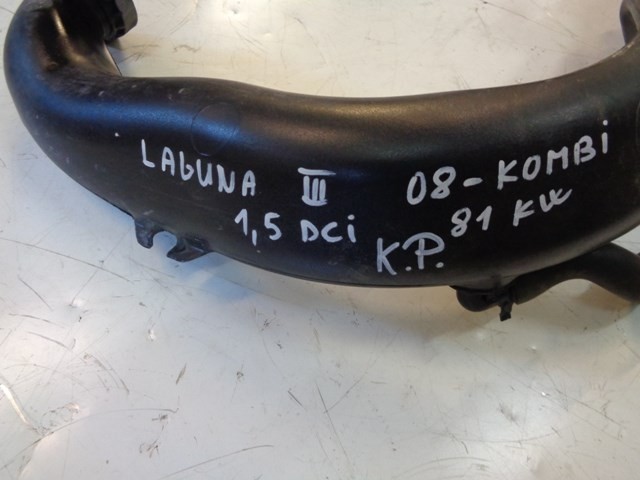 LAGUNA III 08-KOMBi
1,5 DCi K.P. 81 KW